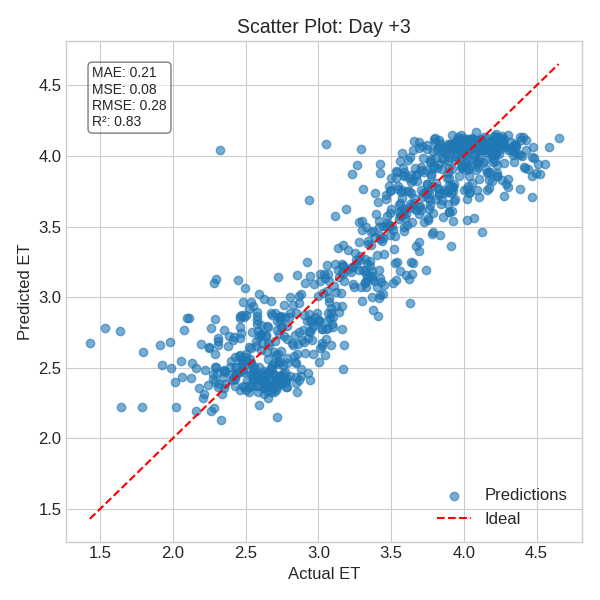 Scatter Plot: Day +3
MAE: 0.21
MSE: 0.08
RMSE: 0.28
R²: 0.83
Predicted ET
4.5
4.0
3.5
3.0
2.5
2.0
1.5
Predictions
Ideal
1.5 2.0 2.5 3.0 3.5 4.0 4.5
Actual ET